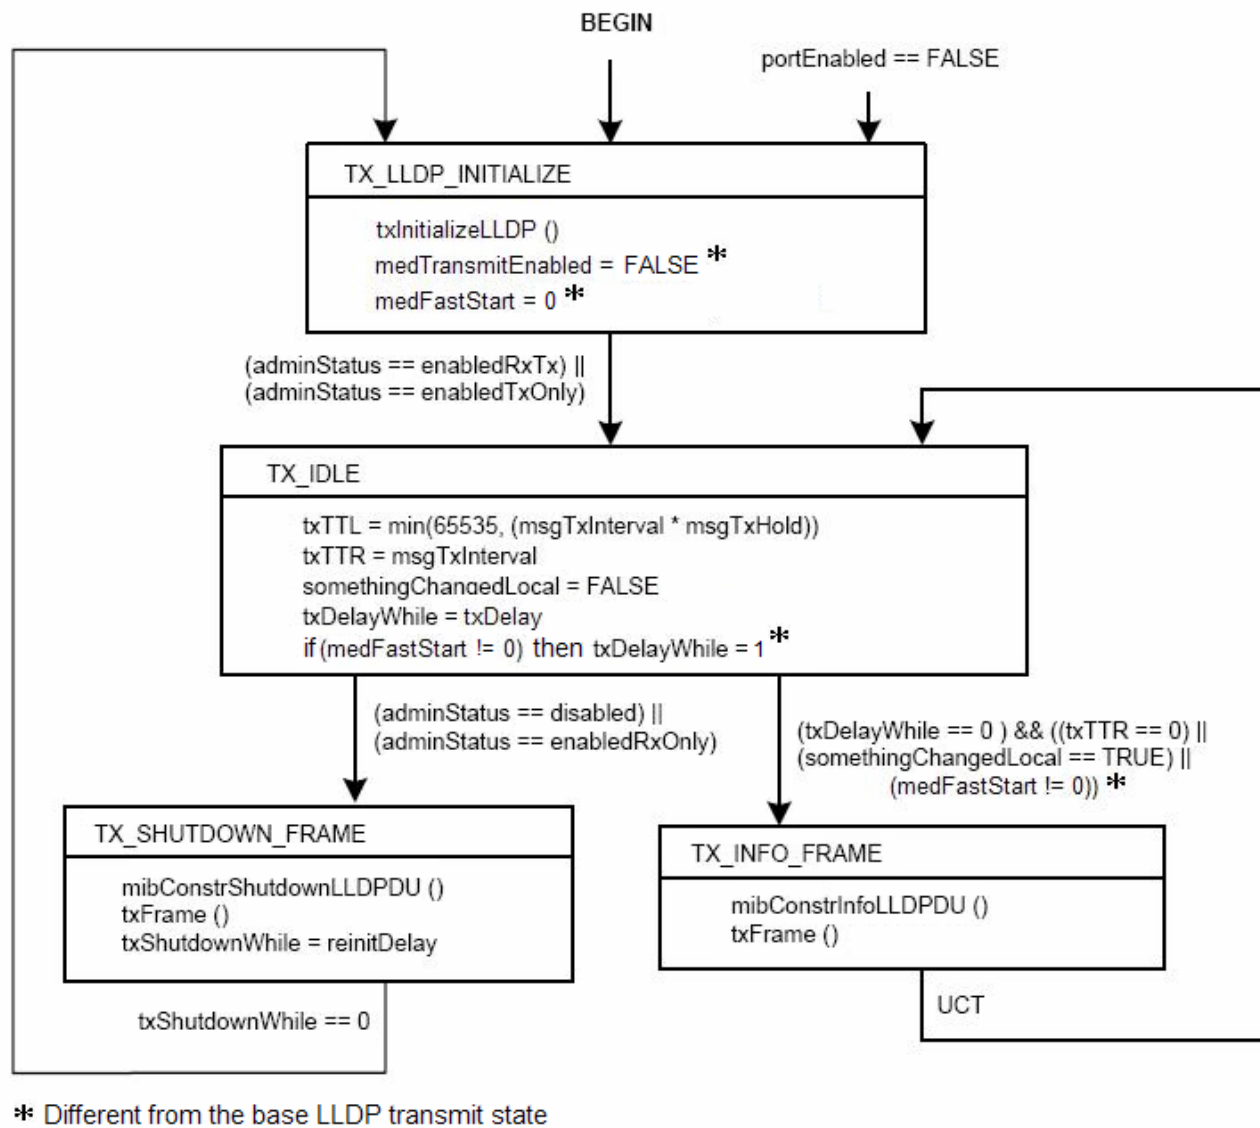 BEGIN
portEnabled == FALSE
TX_LLDP_INITIALIZE
txInitializeLLDP ()
medTransmitEnabled = FALSE *
medFastStart = 0 *
(adminStatus == enabledRxTx) ||
(adminStatus == enabledTxOnly)
TX_IDLE
txTTL = min(65535, (msgTxInterval * msgTxHold))
txTTR = msgTxInterval
somethingChangedLocal = FALSE
txDelayWhile = txDelay
if (medFastStart != 0) then txDelayWhile = 1 *
(adminStatus == disabled) ||
(adminStatus == enabledRxOnly)
(txDelayWhile == 0 ) && ((txTTR == 0) ||
(somethingChangedLocal == TRUE) ||
(medFastStart != 0)) *
TX_SHUTDOWN_FRAME
mibConstrShutdownLLDPDU ()
txFrame ()
txShutdownWhile = reinitDelay
TX_INFO_FRAME
mibConstrInfoLLDPDU ()
txFrame ()
txShutdownWhile == 0
UCT
* Different from the base LLDP transmit state